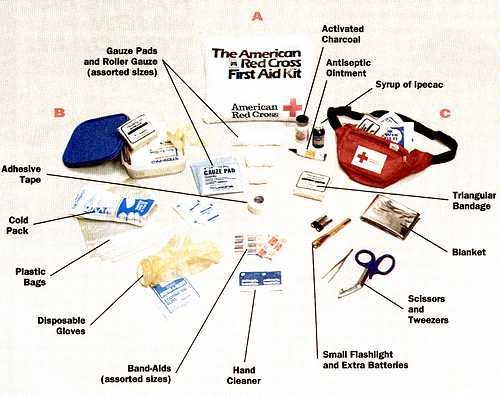 A
Activated
Charcoal
Gauze Pads
and Roller Gauze
(assorted sizes)
The American
Red Cross
First Aid Kit
American
Red Cross
Antiseptic
Ointment
Syrup of Ipecac
B
C
Adhesive
Tape
GAUZE PAD
Triangular
Bandage
Cold
Pack
Blanket
Plastic
Bags
Scissors
and
Tweezers
Disposable
Gloves
Small Flashlight
and Extra Batteries
Band-Aids
(assorted sizes)
Hand
Cleaner